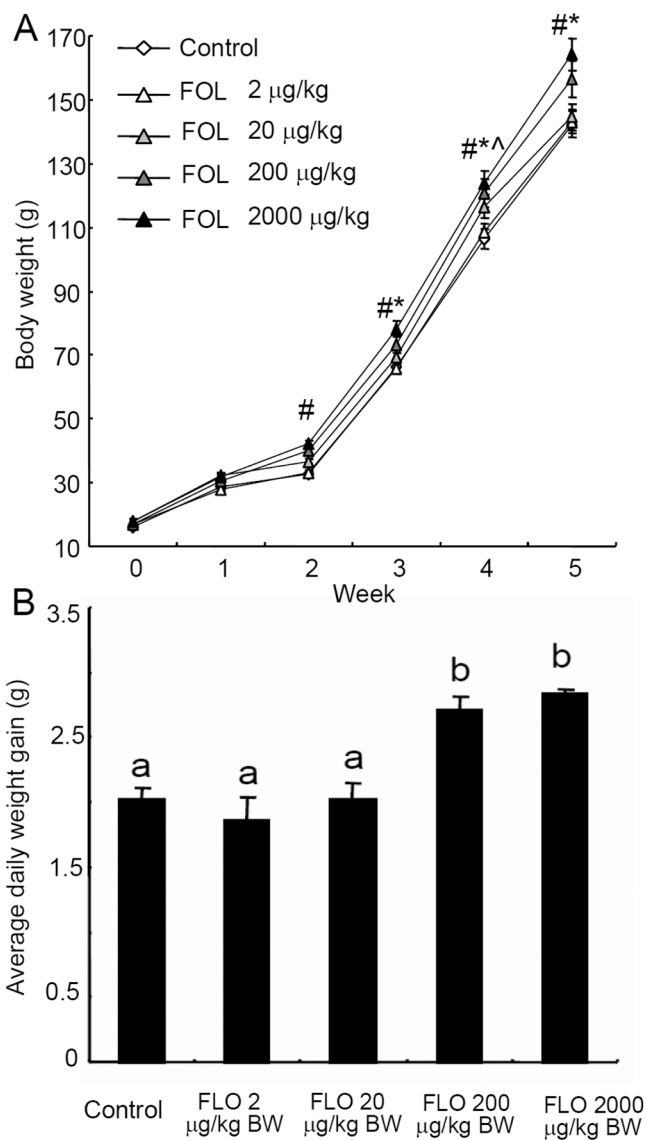 A
170
150
130
110
90
70
50
30
10
Body weight (g)
Control
FOL 2 µg/kg
FOL 20 µg/kg
FOL 200 µg/kg
FOL 2000 µg/kg
#
#*
#*^
#*
0 1 2 3 4 5
Week
B
3.5
2.5
1.5
0.5
0
Average daily weight gain (g)
a a a b b
Control
FLO 2
µg/kg BW
FLO 20
µg/kg BW
FLO 200
µg/kg BW
FLO 2000
µg/kg BW